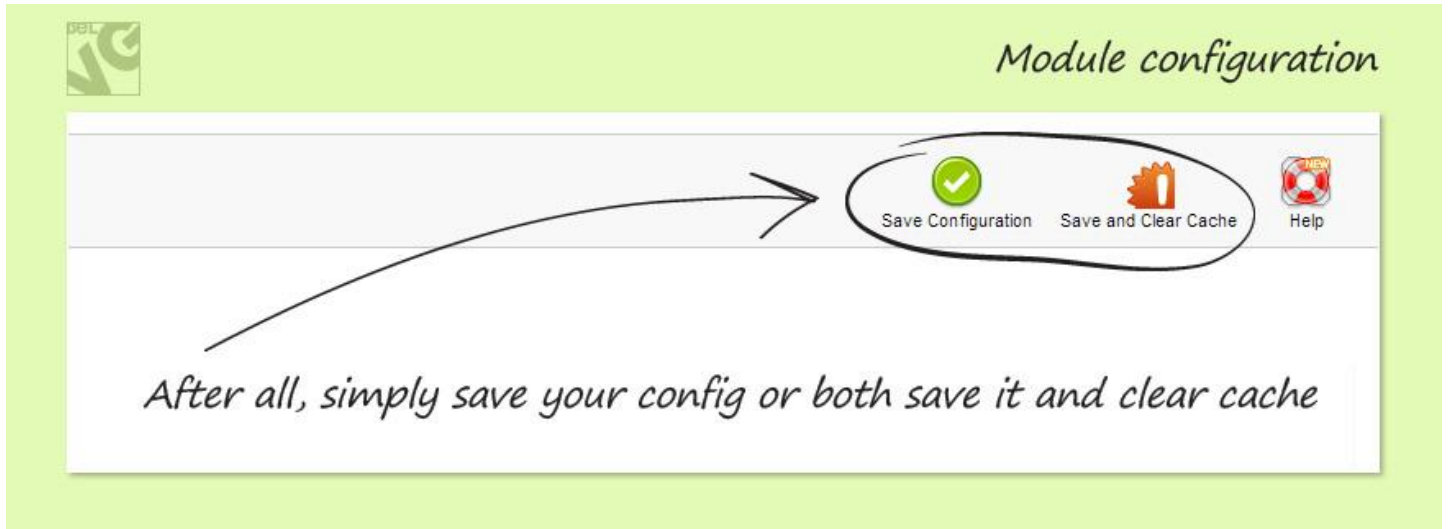 BelVG
Module configuration
Save Configuration Save and Clear Cache NEW Help
After all, simply save your config or both save it and clear cache